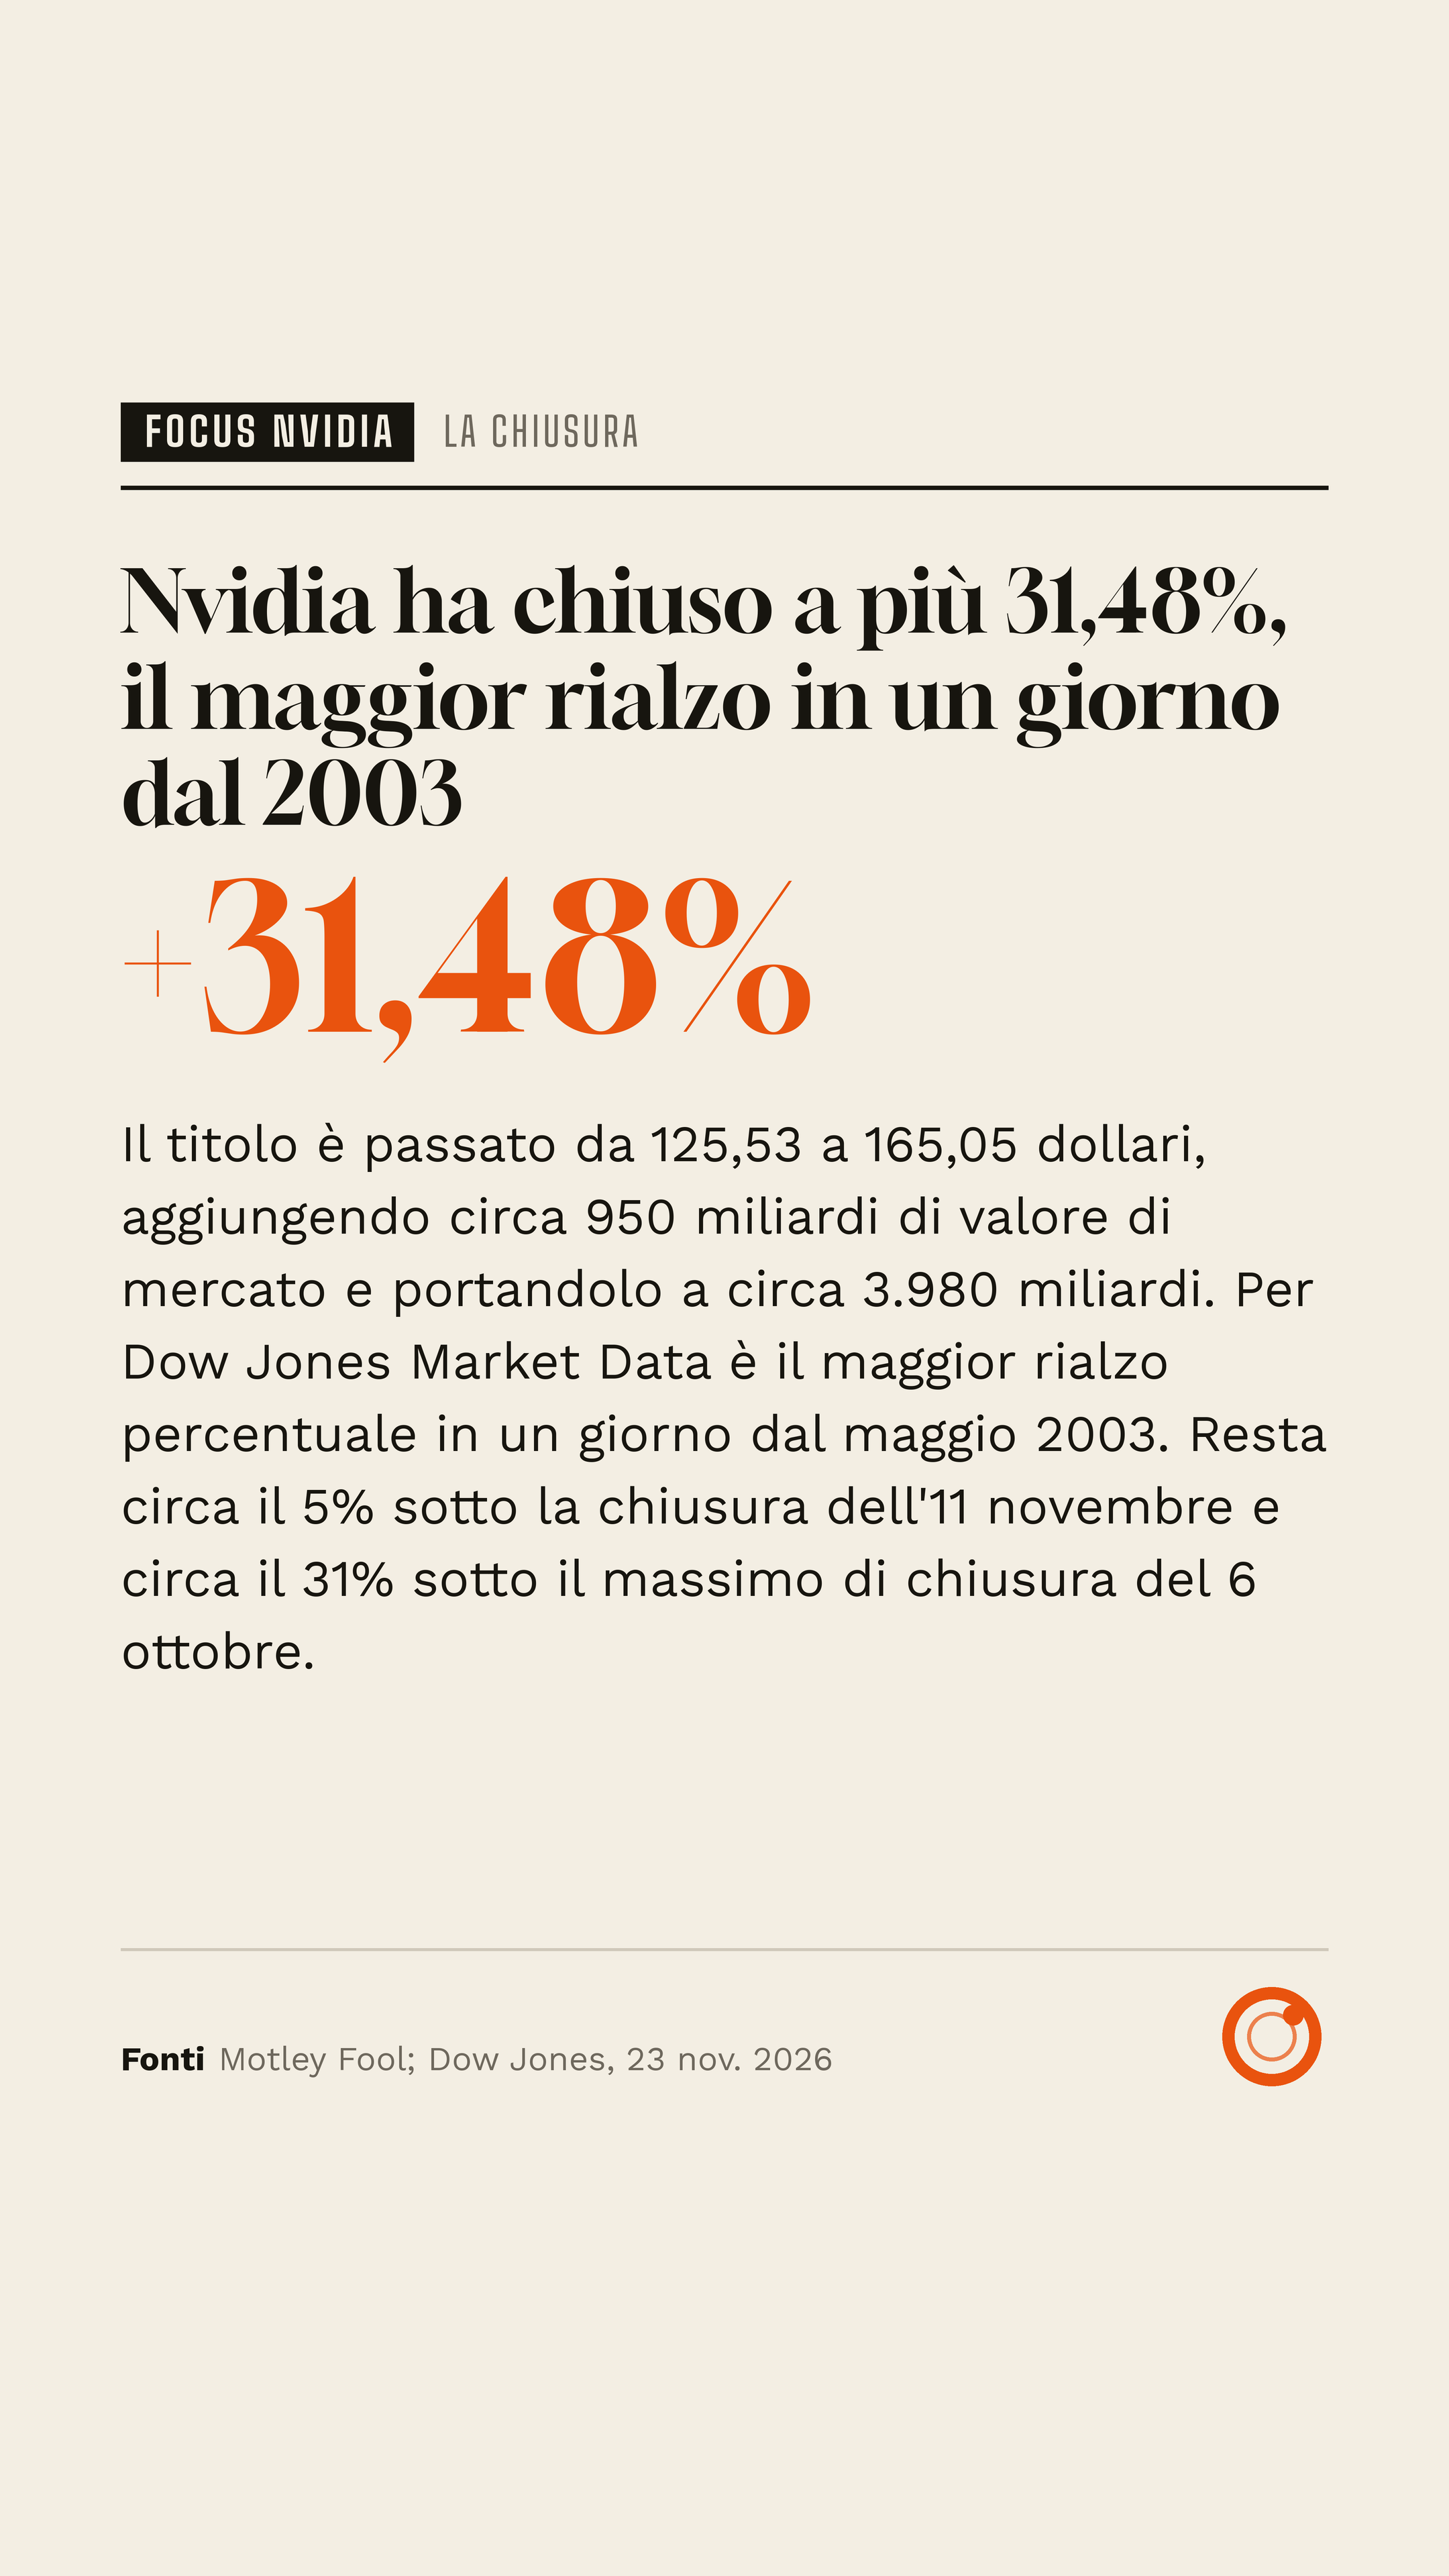 FOCUS NVIDIA LA CHIUSURA
Nvidia ha chiuso a più 31,48%,
il maggior rialzo in un giorno
dal 2003
+31,48%
Il titolo è passato da 125,53 a 165,05 dollari,
aggiungendo circa 950 miliardi di valore di
mercato e portandolo a circa 3.980 miliardi. Per
Dow Jones Market Data è il maggior rialzo
percentuale in un giorno dal maggio 2003. Resta
circa il 5% sotto la chiusura dell'11 novembre e
circa il 31% sotto il massimo di chiusura del 6
ottobre.
Fonti Motley Fool; Dow Jones, 23 nov. 2026